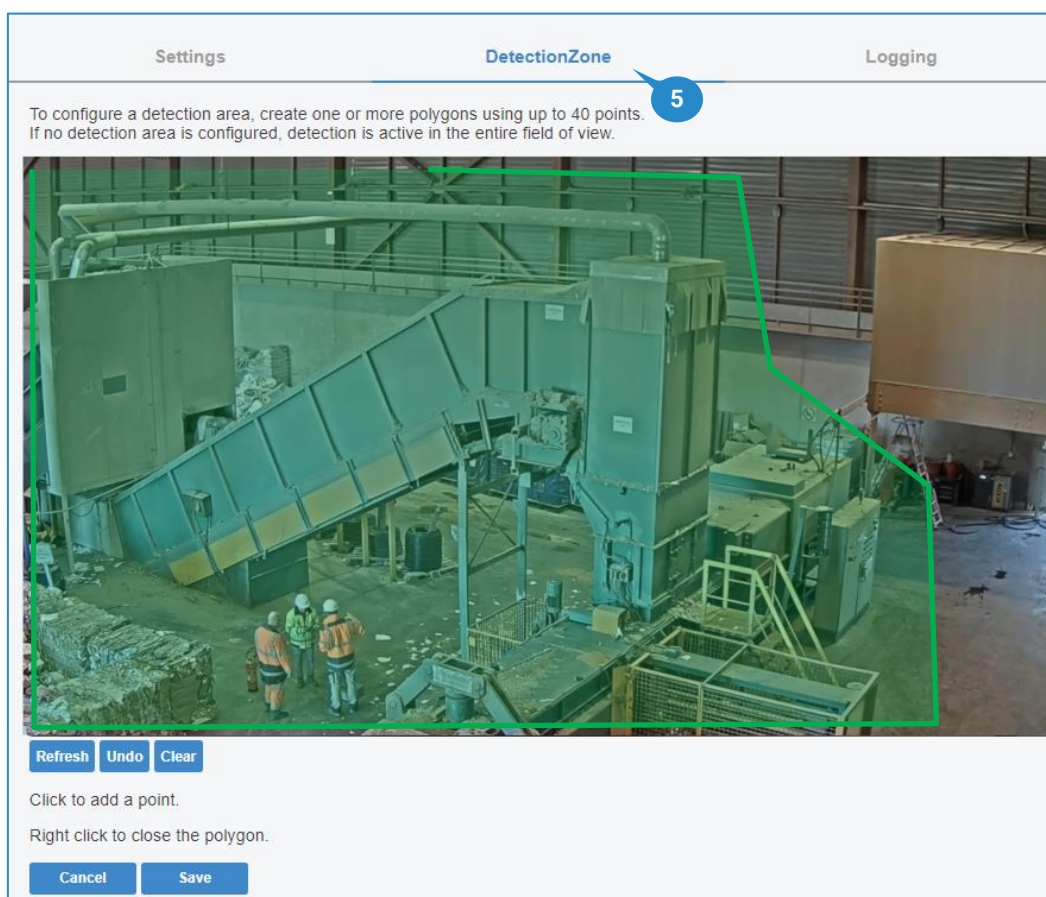 Settings
DetectionZone
Logging
5
To configure a detection area, create one or more polygons using up to 40 points.
If no detection area is configured, detection is active in the entire field of view.
Refresh
Undo
Clear
Click to add a point.
Right click to close the polygon.
Cancel
Save